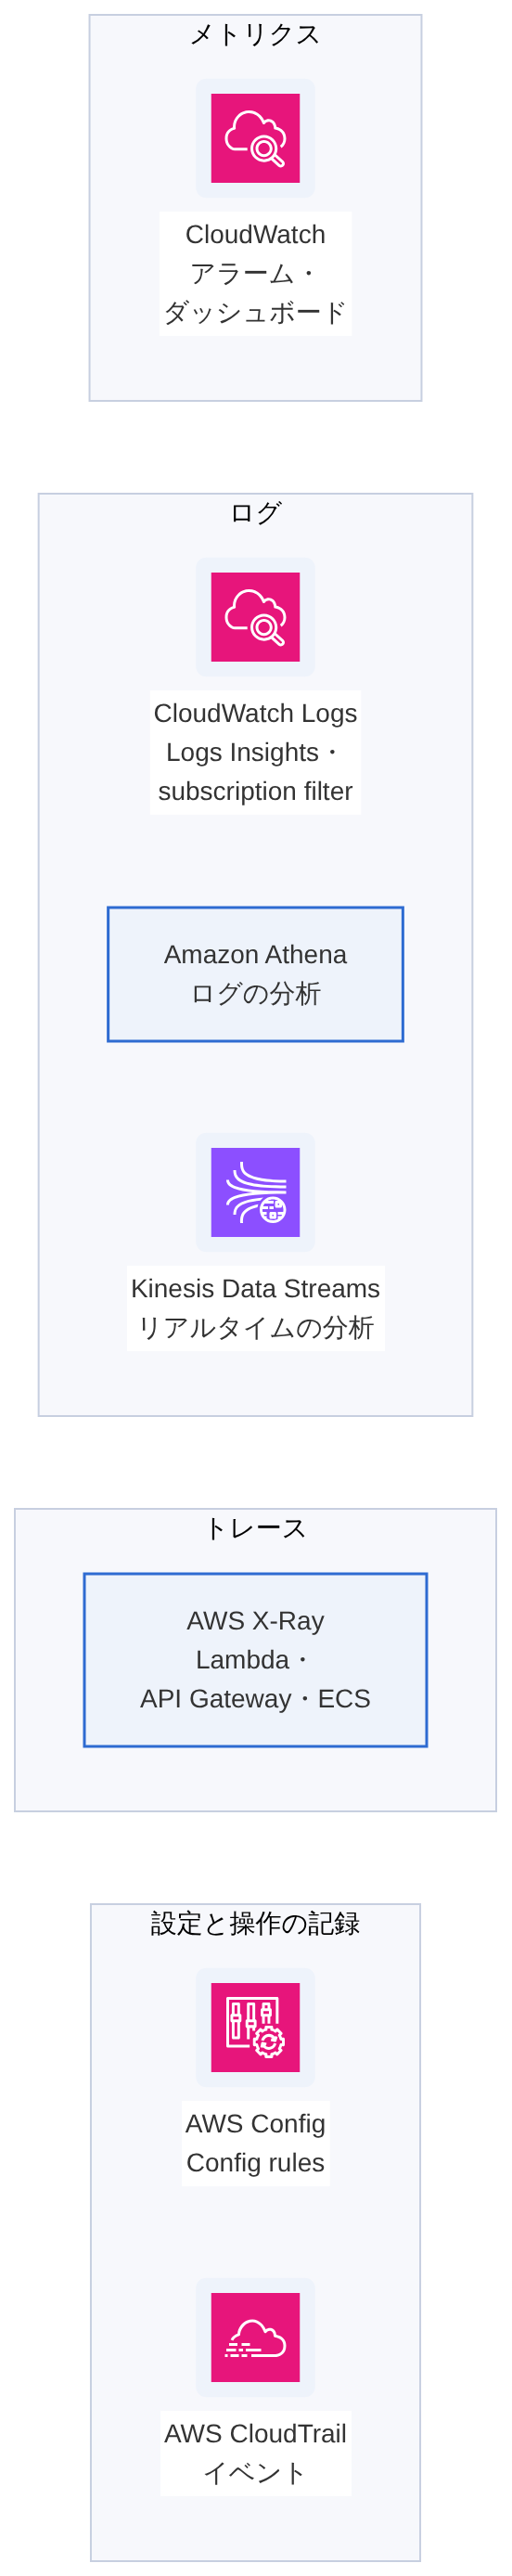 メトリクス
CloudWatch
アラーム・
ダッシュボード
ログ
CloudWatch Logs
Logs Insights・
subscription filter
Amazon Athena
ログの分析
Kinesis Data Streams
リアルタイムの分析
トレース
AWS X-Ray
Lambda・
API Gateway・ECS
設定と操作の記録
AWS Config
Config rules
AWS CloudTrail
イベント